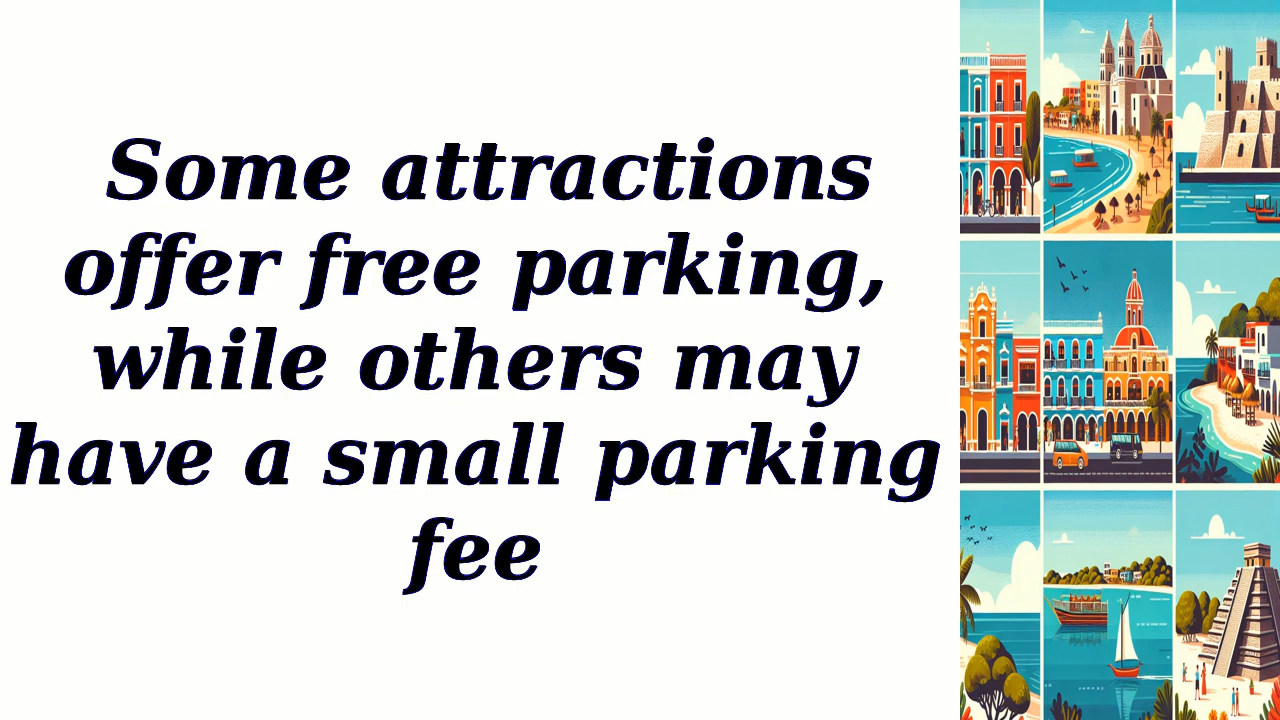 Some attractions
offer free parking,
while others may
have a small parking
fee